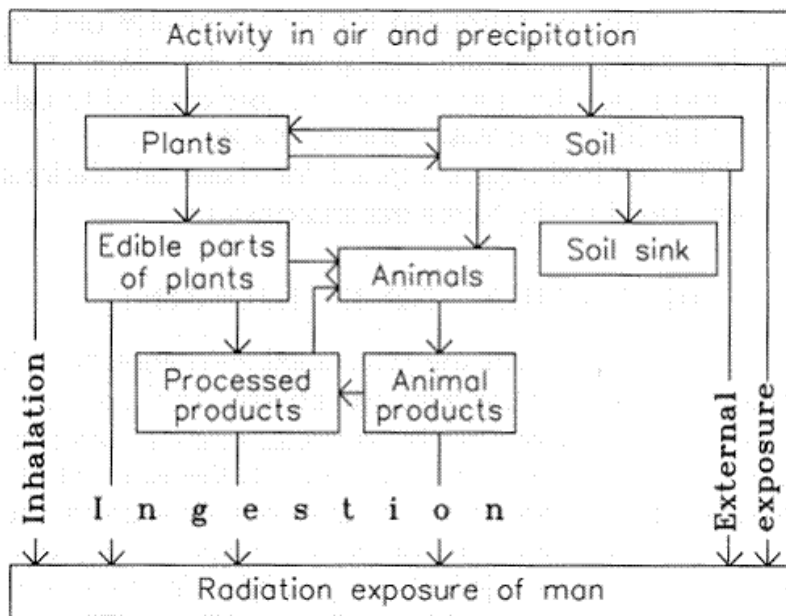 Activity in air and precipitation
Plants
Soil
Edible parts
of plants
Animals
Soil sink
Processed
products
Animal
products
Inhalation
Ingestion
External
exposure
Radiation exposure of man